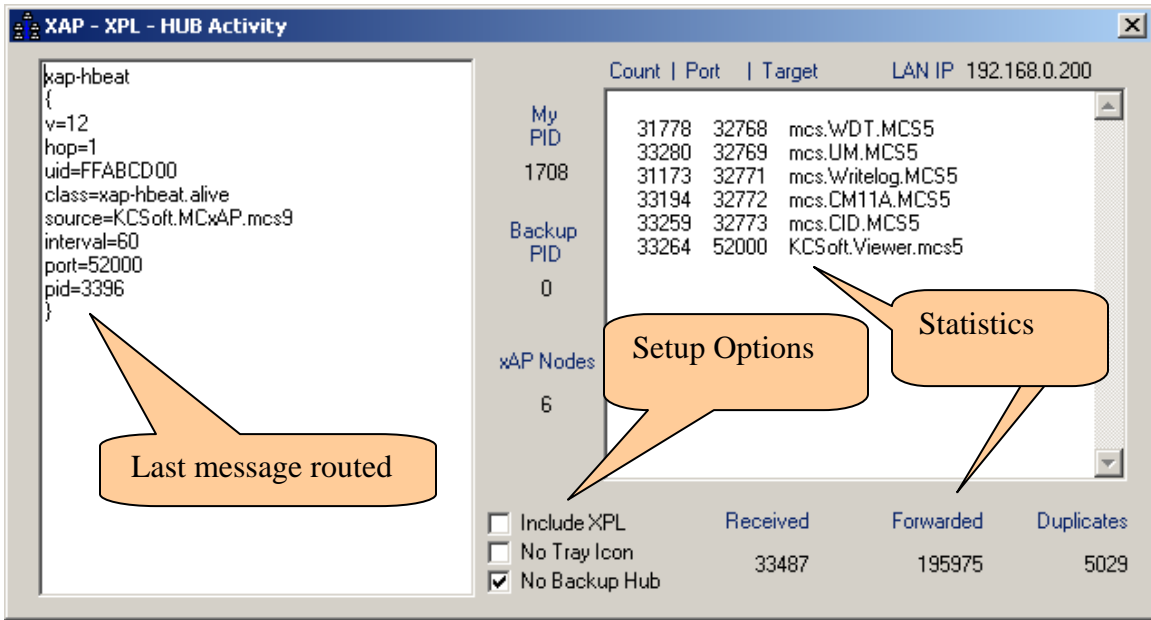 XAP - XPL - HUB Activity
xap-hbeat
{
v=12
hop=1
uid=FFABCD00
class=xap-hbeat.alive
source=KCSoft.MCxAP.mcs9
interval=60
port=52000
pid=3396
}
Last message routed
My
PID
1708
Backup
PID
0
xAP Nodes
6
Count | Port | Target LAN IP 192.168.0.200
31778 32768 mcs.WDT.MCS5
33280 32769 mcs.UM.MCS5
31173 32771 mcs.Writelog.MCS5
33194 32772 mcs.CM11A.MCS5
33259 32773 mcs.CID.MCS5
33264 52000 KCSoft.Viewer.mcs5
Statistics
Setup Options
Include XPL
No Tray Icon
No Backup Hub
Received Forwarded Duplicates
33487 195975 5029